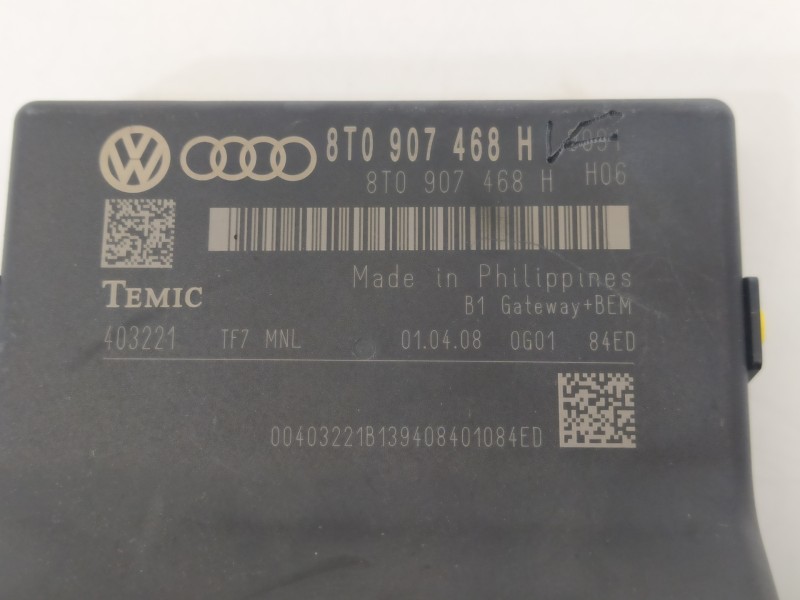 8T0 907 468 H
8T0 907 468 H H06
TEMIC
Made in Philippines
B1 Gateway+BEM
403221 TF7 MNL 01.04.08 0G01 84ED
00403221B139408401084ED